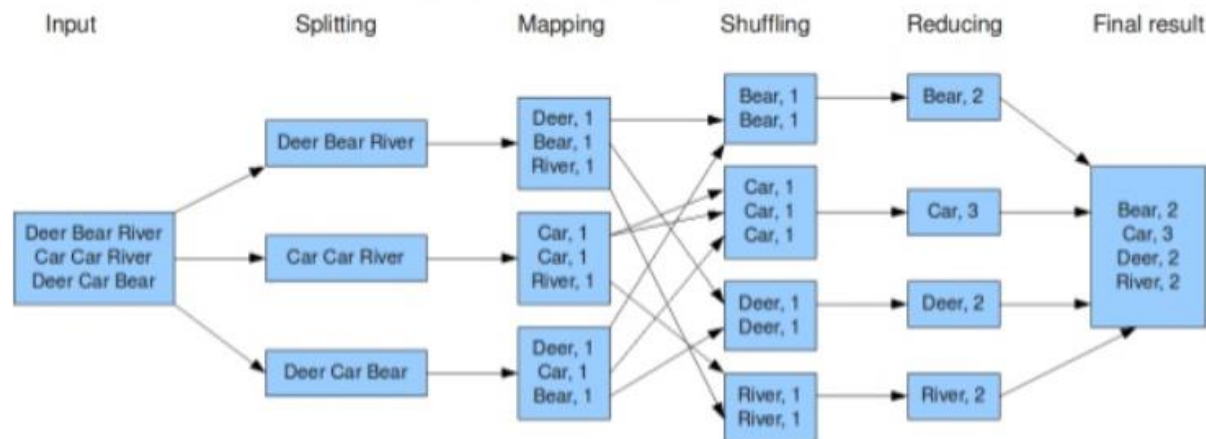 Input
Splitting
Mapping
Shuffling
Reducing
Final result
Deer Bear River
Car Car River
Deer Car Bear
Deer Bear River
Car Car River
Deer Car Bear
Deer, 1
Bear, 1
River, 1
Car, 1
Car, 1
River, 1
Deer, 1
Car, 1
Bear, 1
Bear, 1
Bear, 1
Car, 1
Car, 1
Car, 1
Deer, 1
Deer, 1
River, 1
River, 1
Bear, 2
Car, 3
Deer, 2
River, 2
Bear, 2
Car, 3
Deer, 2
River, 2